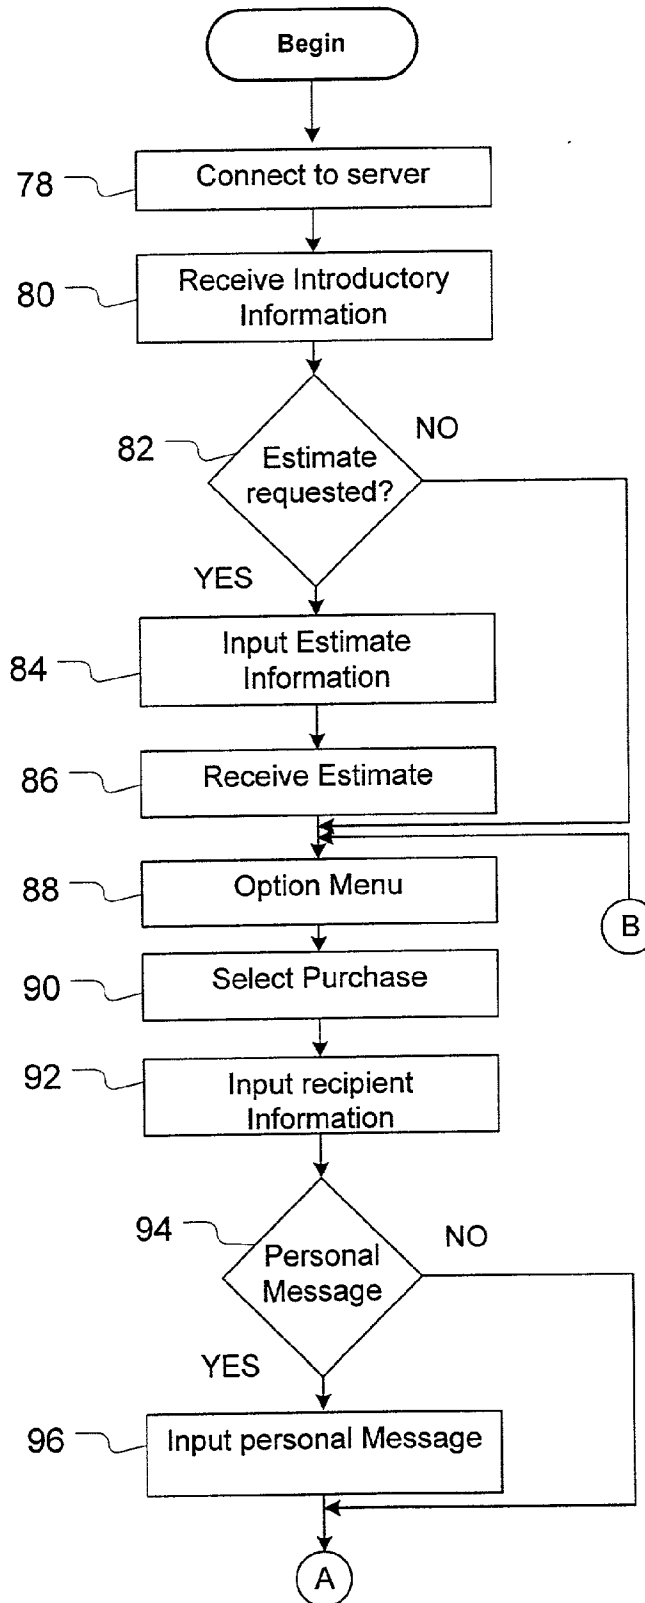 Begin
78
Connect to server
80
Receive Introductory
Information
82
NO
Estimate
requested?
YES
84
Input Estimate
Information
86
Receive Estimate
88
Option Menu
B
90
Select Purchase
92
Input recipient
Information
94
NO
Personal
Message
YES
96
Input personal Message
A